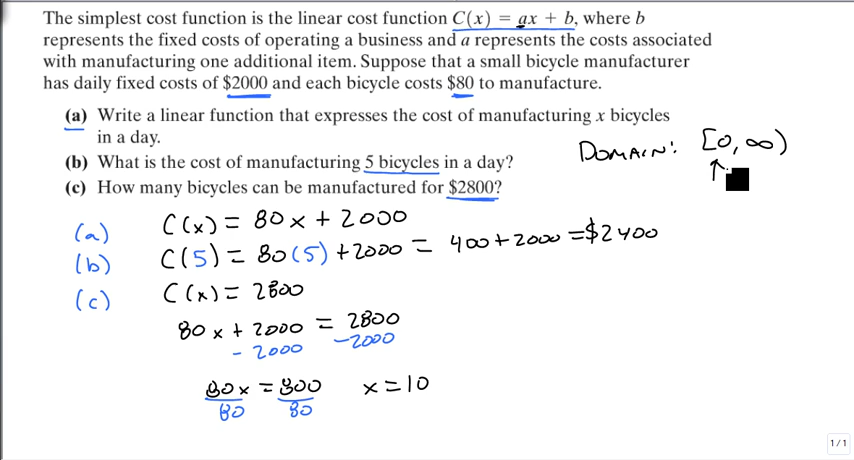 The simplest cost function is the linear cost function C(x) = ax + b, where b
represents the fixed costs of operating a business and a represents the costs associated
with manufacturing one additional item. Suppose that a small bicycle manufacturer
has daily fixed costs of $2000 and each bicycle costs $80 to manufacture.
(a) Write a linear function that expresses the cost of manufacturing x bicycles
in a day.
(b) What is the cost of manufacturing 5 bicycles in a day?
(c) How many bicycles can be manufactured for $2800?
DOMAIN: [0, ∞)
(a) C(x) = 80x + 2000
(b) C(5) = 80(5) + 2000 = 400 + 2000 = $2400
(c) C(x) = 2800
80x + 2000 = 2800
- 2000 -2000
80x = 800 x = 10
80 80
1 / 1